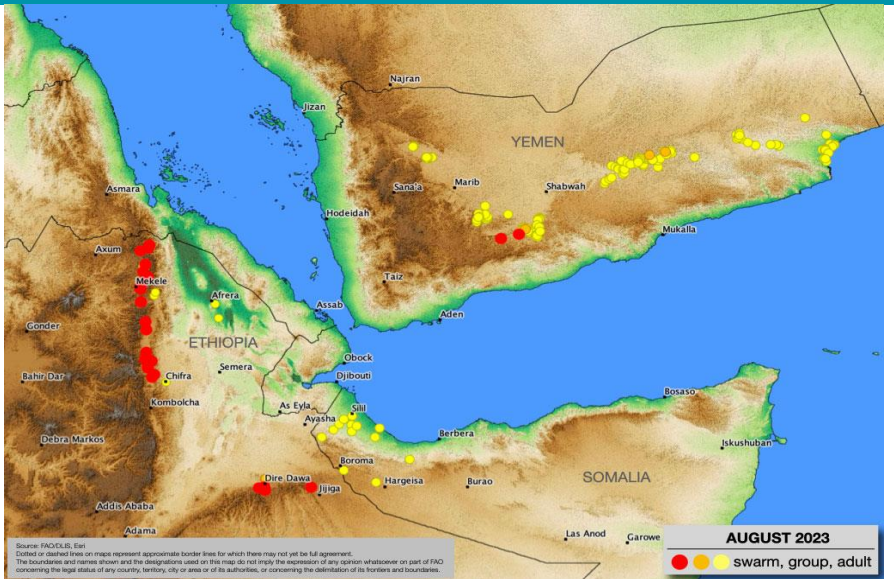 Najran
Jizan
YEMEN
Asmara
Sana'a
Marib
Shabwah
Hodeidah
Mukalla
Axum
Mekele
Taiz
Afrera
Assab
Aden
Gonder
ETHIOPIA
Obock
Bahir Dar
Chifra
Semera
Djibouti
Bosaso
Kombolcha
As Eyla
Silil
Ayasha
Berbera
Debra Markos
Iskushuban
Boroma
Dire Dawa
Jijiga
Hargeisa
Burao
SOMALIA
Addis Ababa
Adama
Las Anod
Garowe
AUGUST 2023
swarm, group, adult
Source: FAO/DLIS, Esri
Dotted or dashed lines on maps represent approximate border lines for which there may not yet be full agreement.
The boundaries and names shown and the designations used on this map do not imply the expression of any opinion whatsoever on part of FAO
concerning the legal status of any country, territory, city or area or of its authorities, or concerning the delimitation of its frontiers and boundaries.